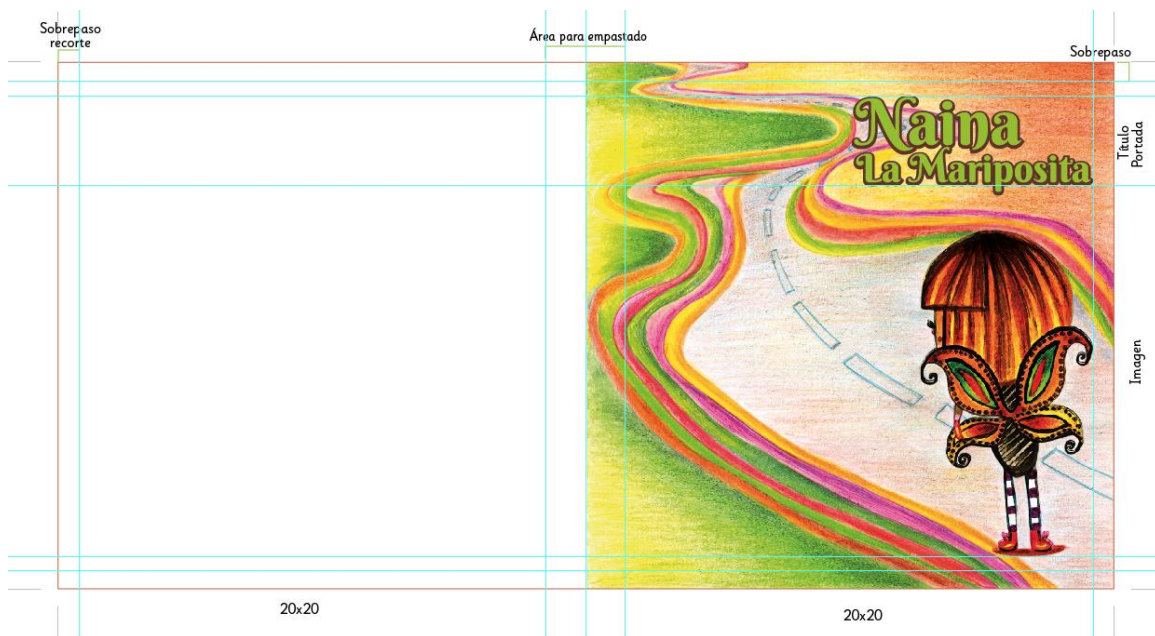 Sobrepaso
recorte
Área para empastado
Sobrepaso
Naina
La Mariposita
Título
Portada
Imagen
20x20
20x20